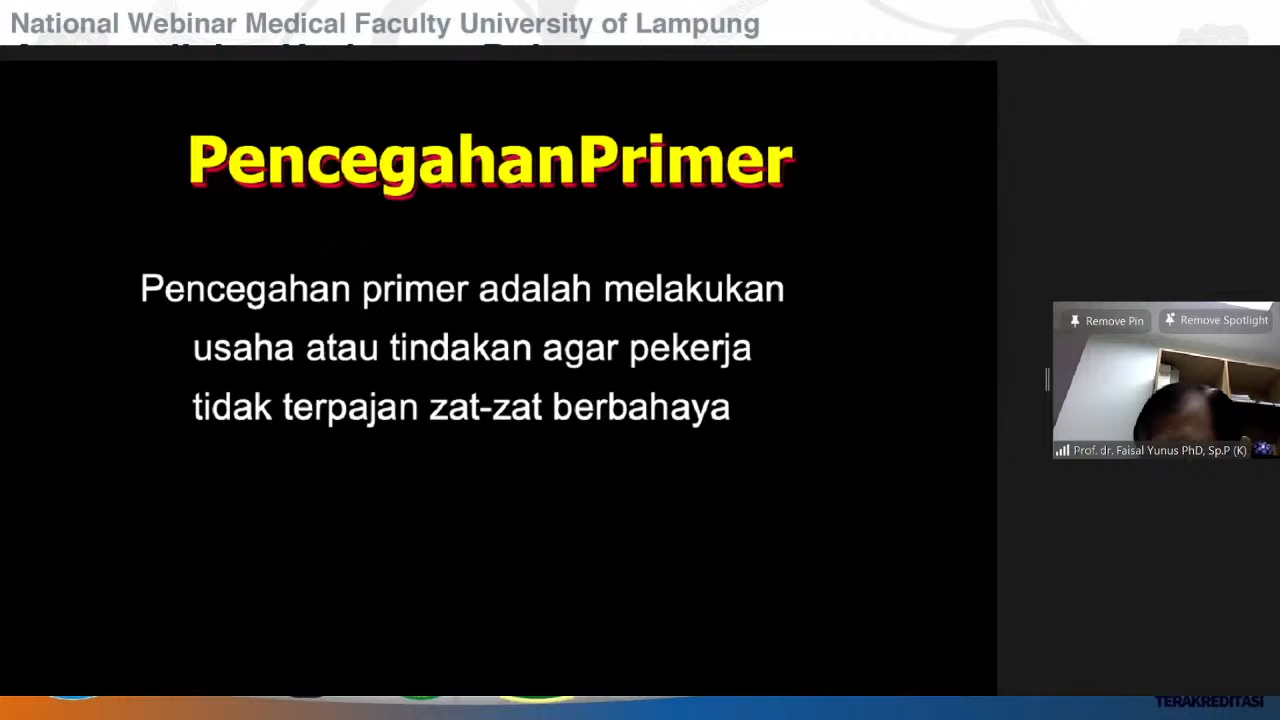 National Webinar Medical Faculty University of Lampung
PencegahanPrimer
Pencegahan primer adalah melakukan
usaha atau tindakan agar pekerja
tidak terpajan zat-zat berbahaya
Remove Pin
Remove Spotlight
Prof. dr. Faisal Yunus PhD, Sp.P (K)
TERAKREDITASI